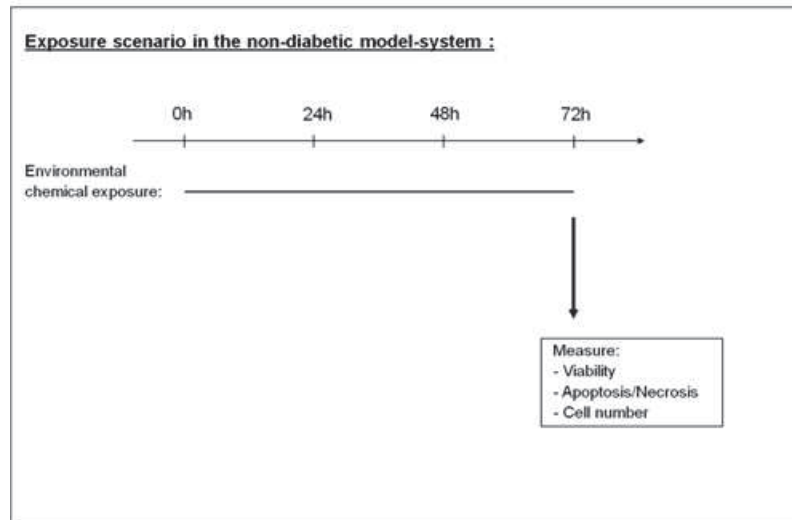 Exposure scenario in the non-diabetic model-system :
0h 24h 48h 72h
Environmental
chemical exposure:
Measure:
- Viability
- Apoptosis/Necrosis
- Cell number